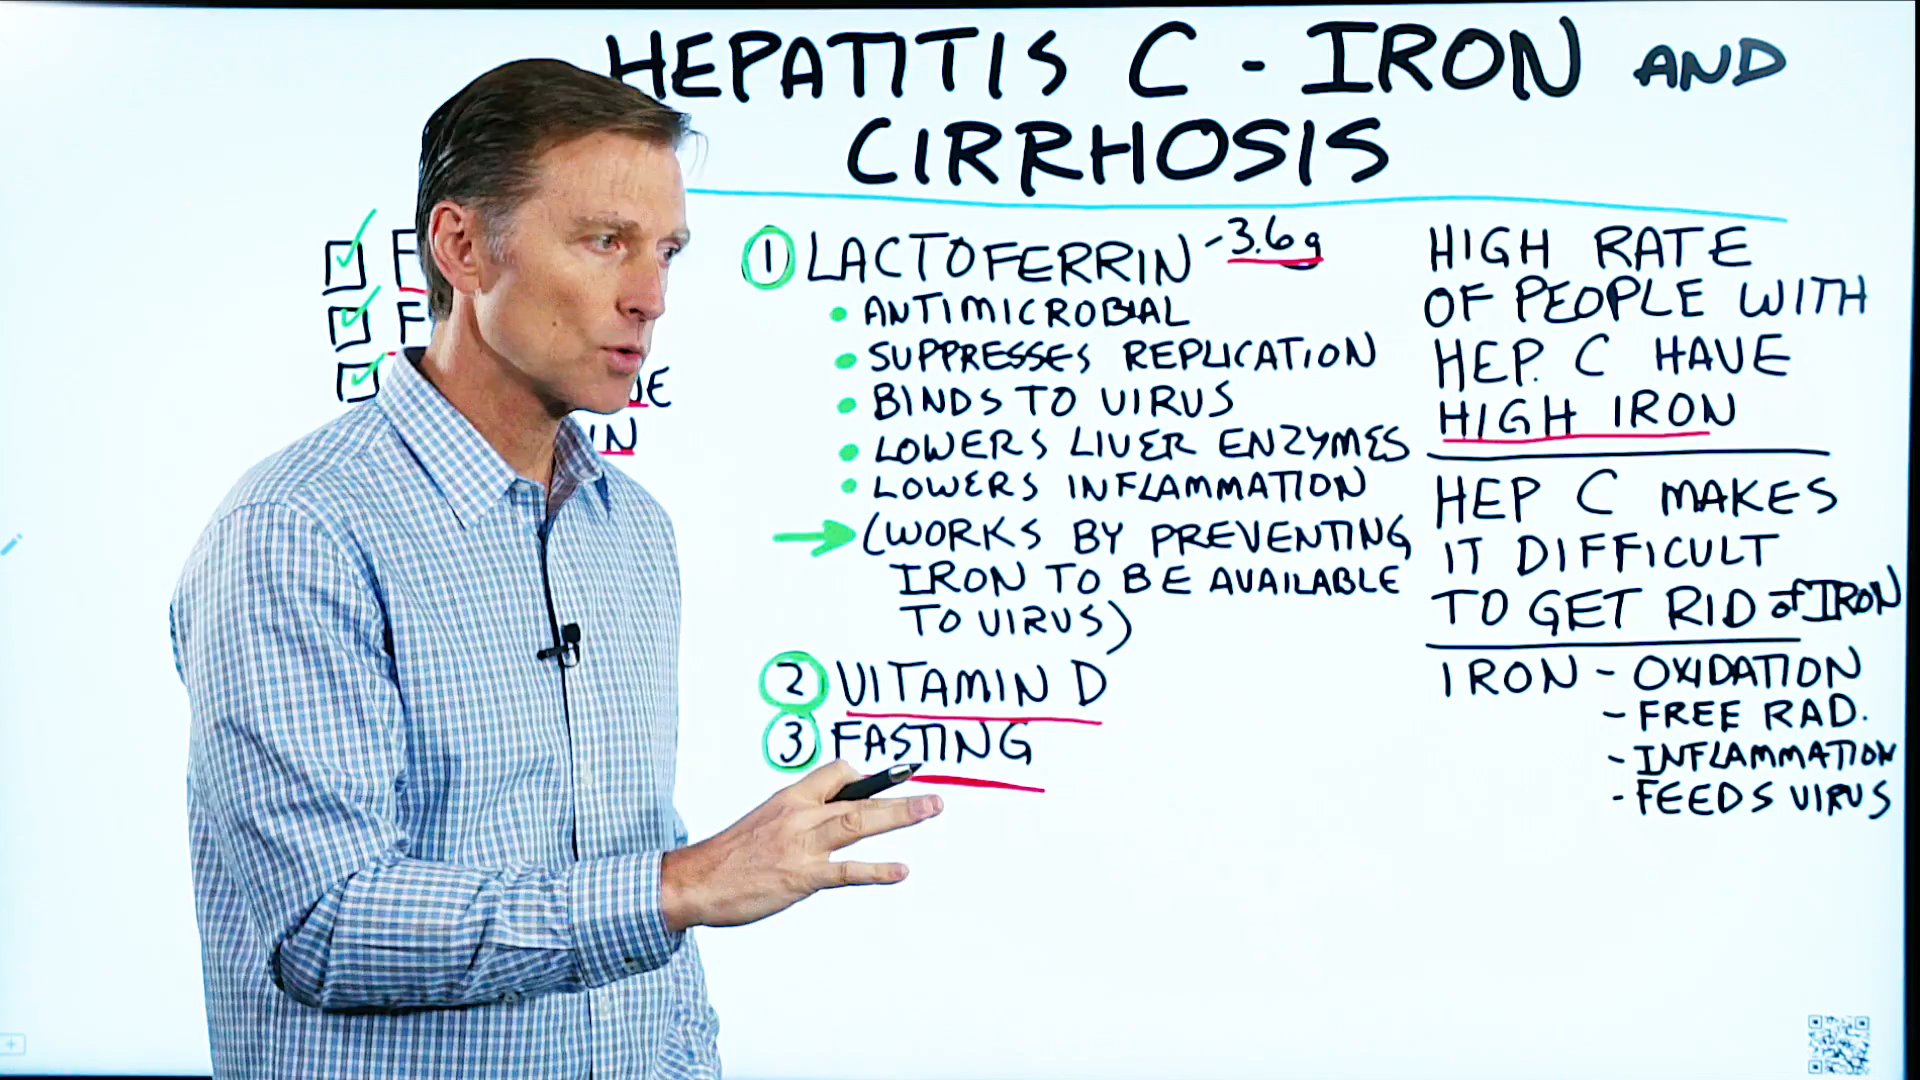 HEPATITIS C - IRON AND
CIRRHOSIS
① LACTOFERRIN - 3.6g
• ANTIMICROBIAL
• SUPPRESSES REPLICATION
• BINDS TO VIRUS
• LOWERS LIVER ENZYMES
• LOWERS INFLAMMATION
→ (WORKS BY PREVENTING
IRON TO BE AVAILABLE
TO VIRUS)
② VITAMIN D
③ FASTING
HIGH RATE
OF PEOPLE WITH
HEP. C HAVE
HIGH IRON
HEP C MAKES
IT DIFFICULT
TO GET RID of IRON
IRON - OXIDATION
- FREE RAD.
- INFLAMMATION
- FEEDS VIRUS